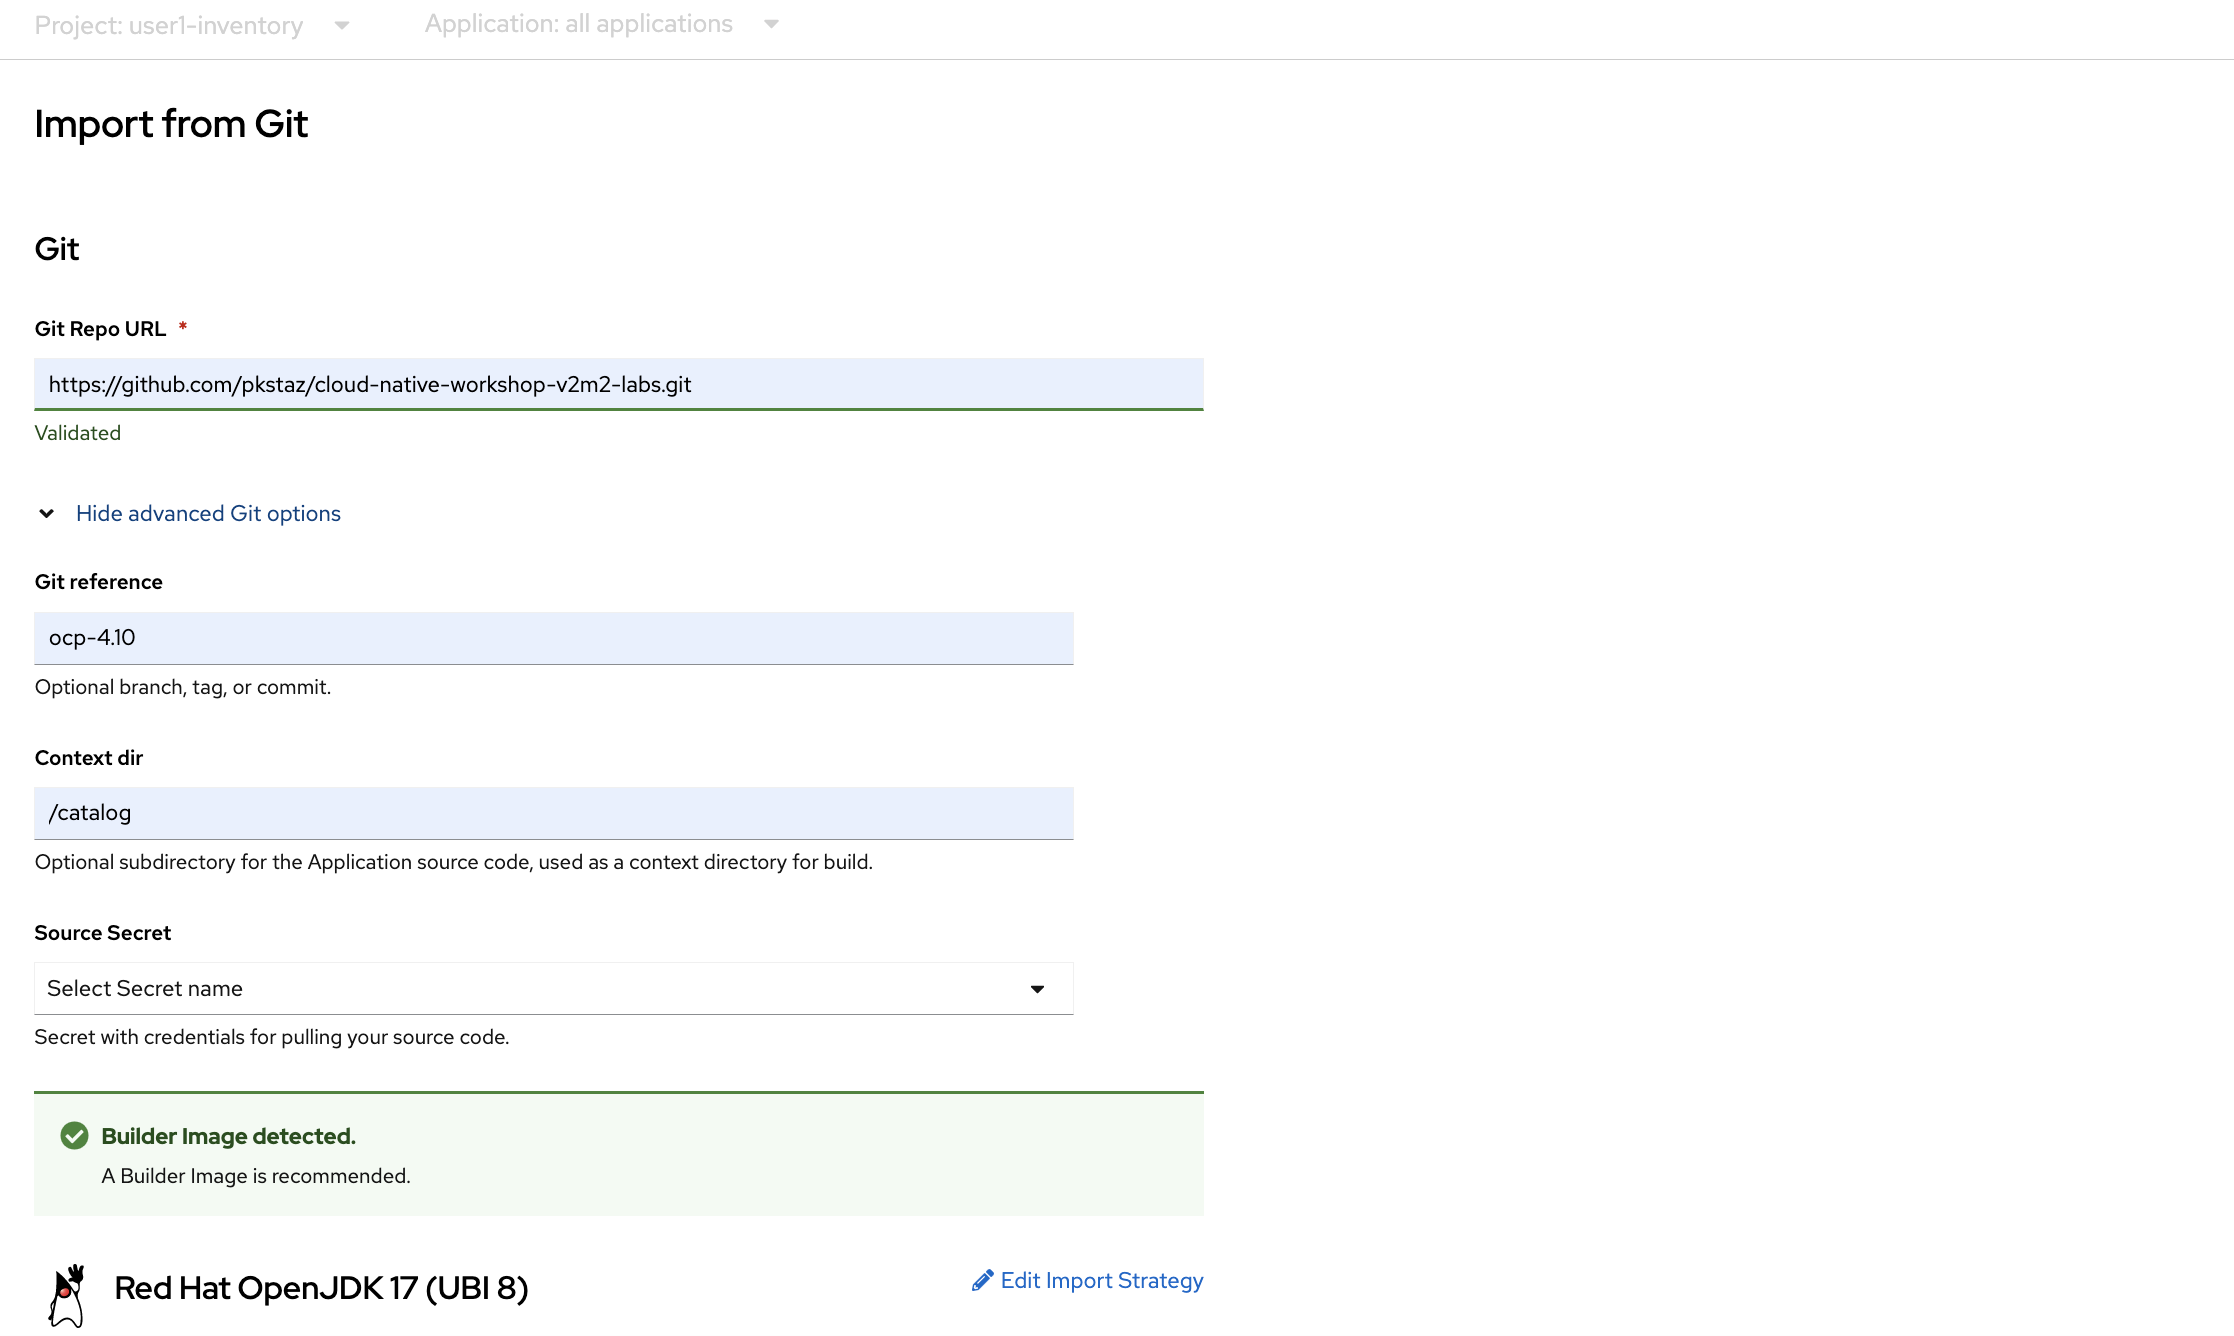 Project: user1-inventory
Application: all applications
Import from Git
Git
Git Repo URL *
https://github.com/pkstaz/cloud-native-workshop-v2m2-labs.git
Validated
Hide advanced Git options
Git reference
ocp-4.10
Optional branch, tag, or commit.
Context dir
/catalog
Optional subdirectory for the Application source code, used as a context directory for build.
Source Secret
Select Secret name
Secret with credentials for pulling your source code.
Builder Image detected.
A Builder Image is recommended.
Red Hat OpenJDK 17 (UBI 8)
Edit Import Strategy